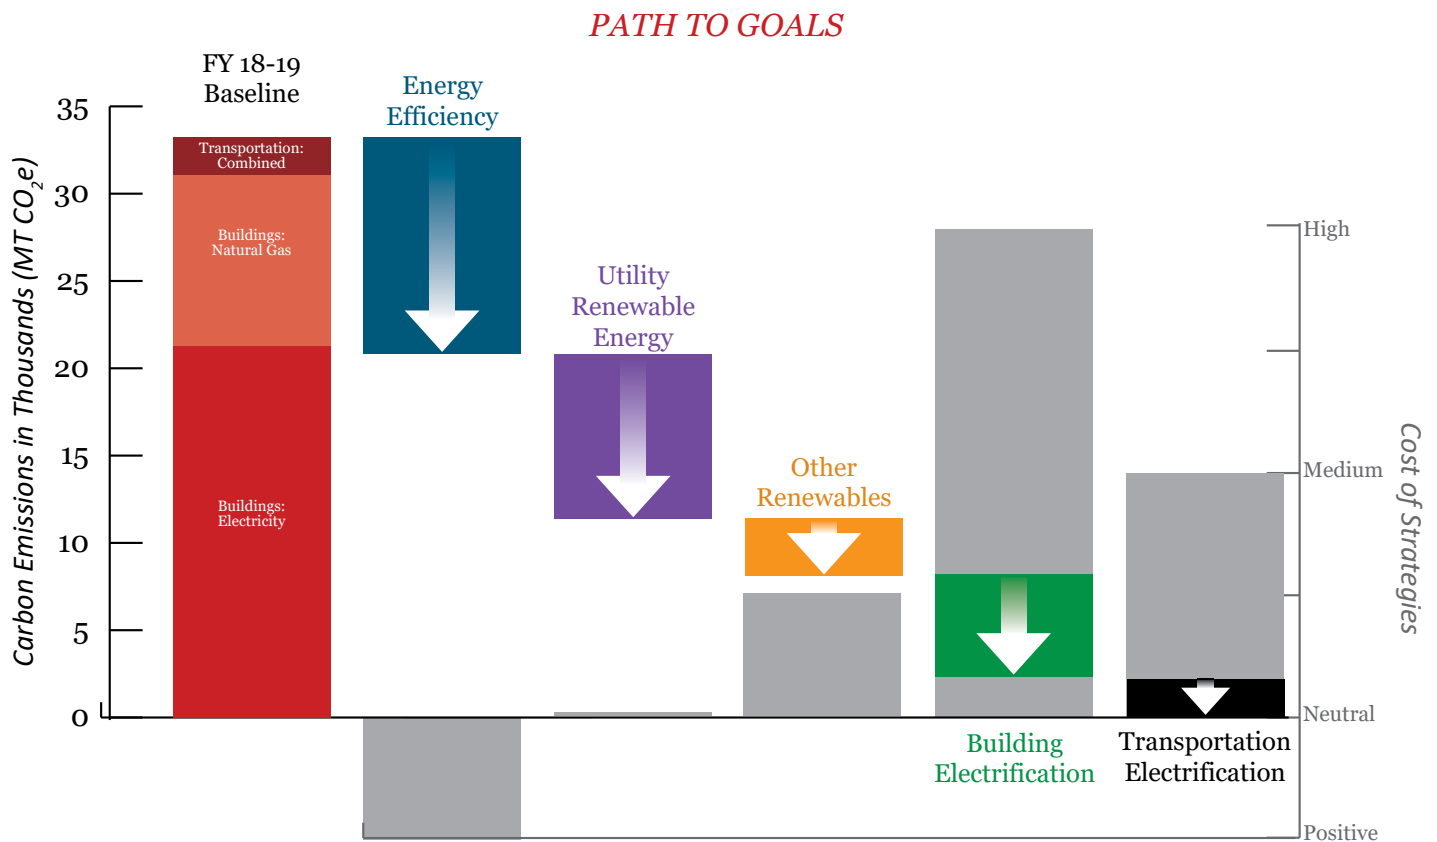 PATH TO GOALS
FY 18-19
Baseline
Energy
Efficiency
Utility
Renewable
Energy
Other
Renewables
Building
Electrification
Transportation
Electrification
Transportation:
Combined
Buildings:
Natural Gas
Buildings:
Electricity
Carbon Emissions in Thousands (MT CO₂e)
35
30
25
20
15
10
5
0
High
Medium
Neutral
Positive
Cost of Strategies